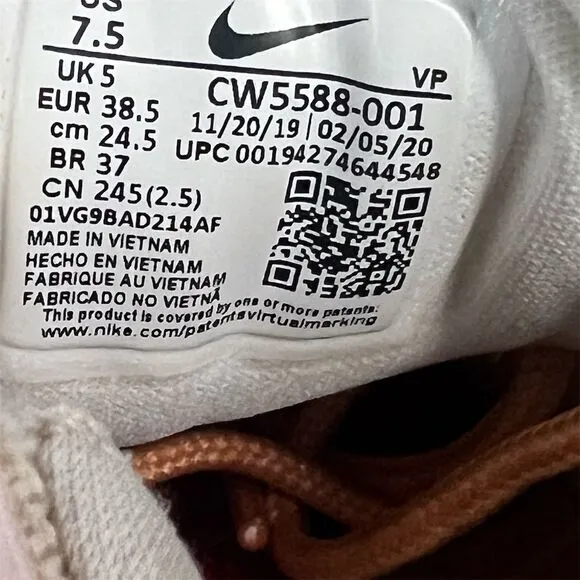 US
7.5
UK 5
EUR 38.5
cm 24.5
BR 37
CN 245(2.5)
VP
CW5588-001
11/20/19 | 02/05/20
UPC 00194274644548
01VG9BAD214AF
MADE IN VIETNAM
HECHO EN VIETNAM
FABRIQUE AU VIETNAM
FABRICADO NO VIETNÃ
This product is covered by one or more patents:
www.nike.com/patentsvirtualmarking